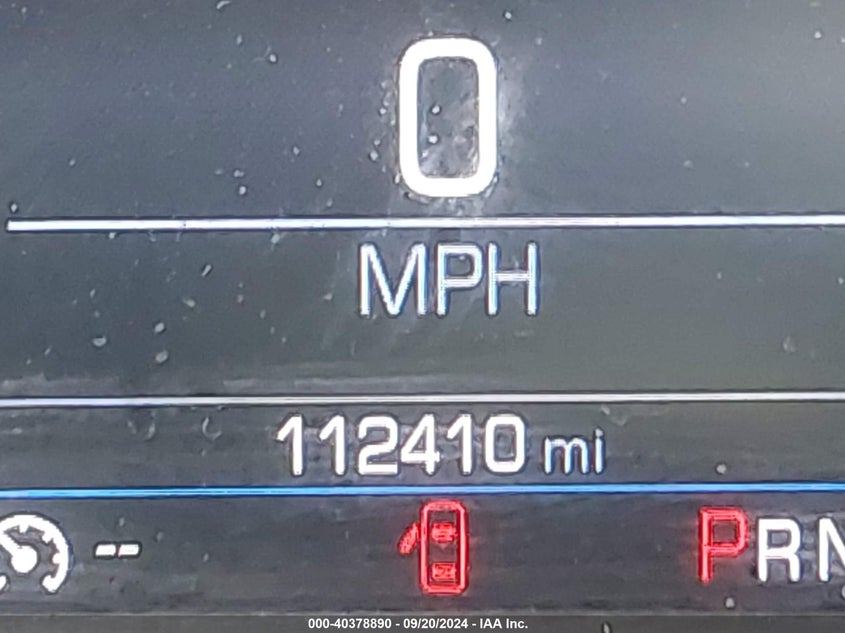 0
MPH
112410 mi
-- PRN
000-40378890 - 09/20/2024 - IAA Inc.